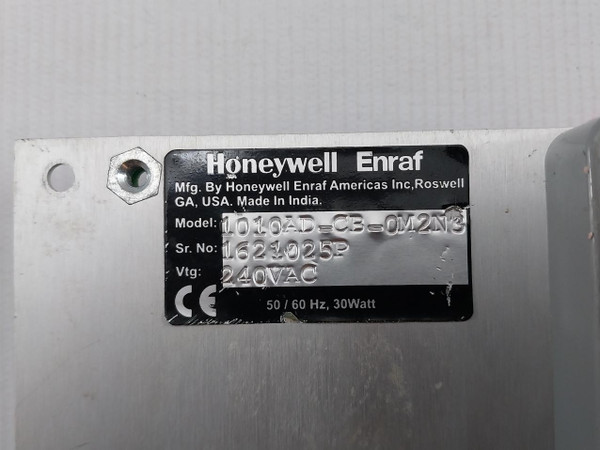 Honeywell Enraf
Mfg. By Honeywell Enraf Americas Inc,Roswell
GA, USA. Made In India.
Model: 1010AD-CB-0M2N3
Sr. No: 1621025P
Vtg: 240VAC
CE 50 / 60 Hz, 30Watt